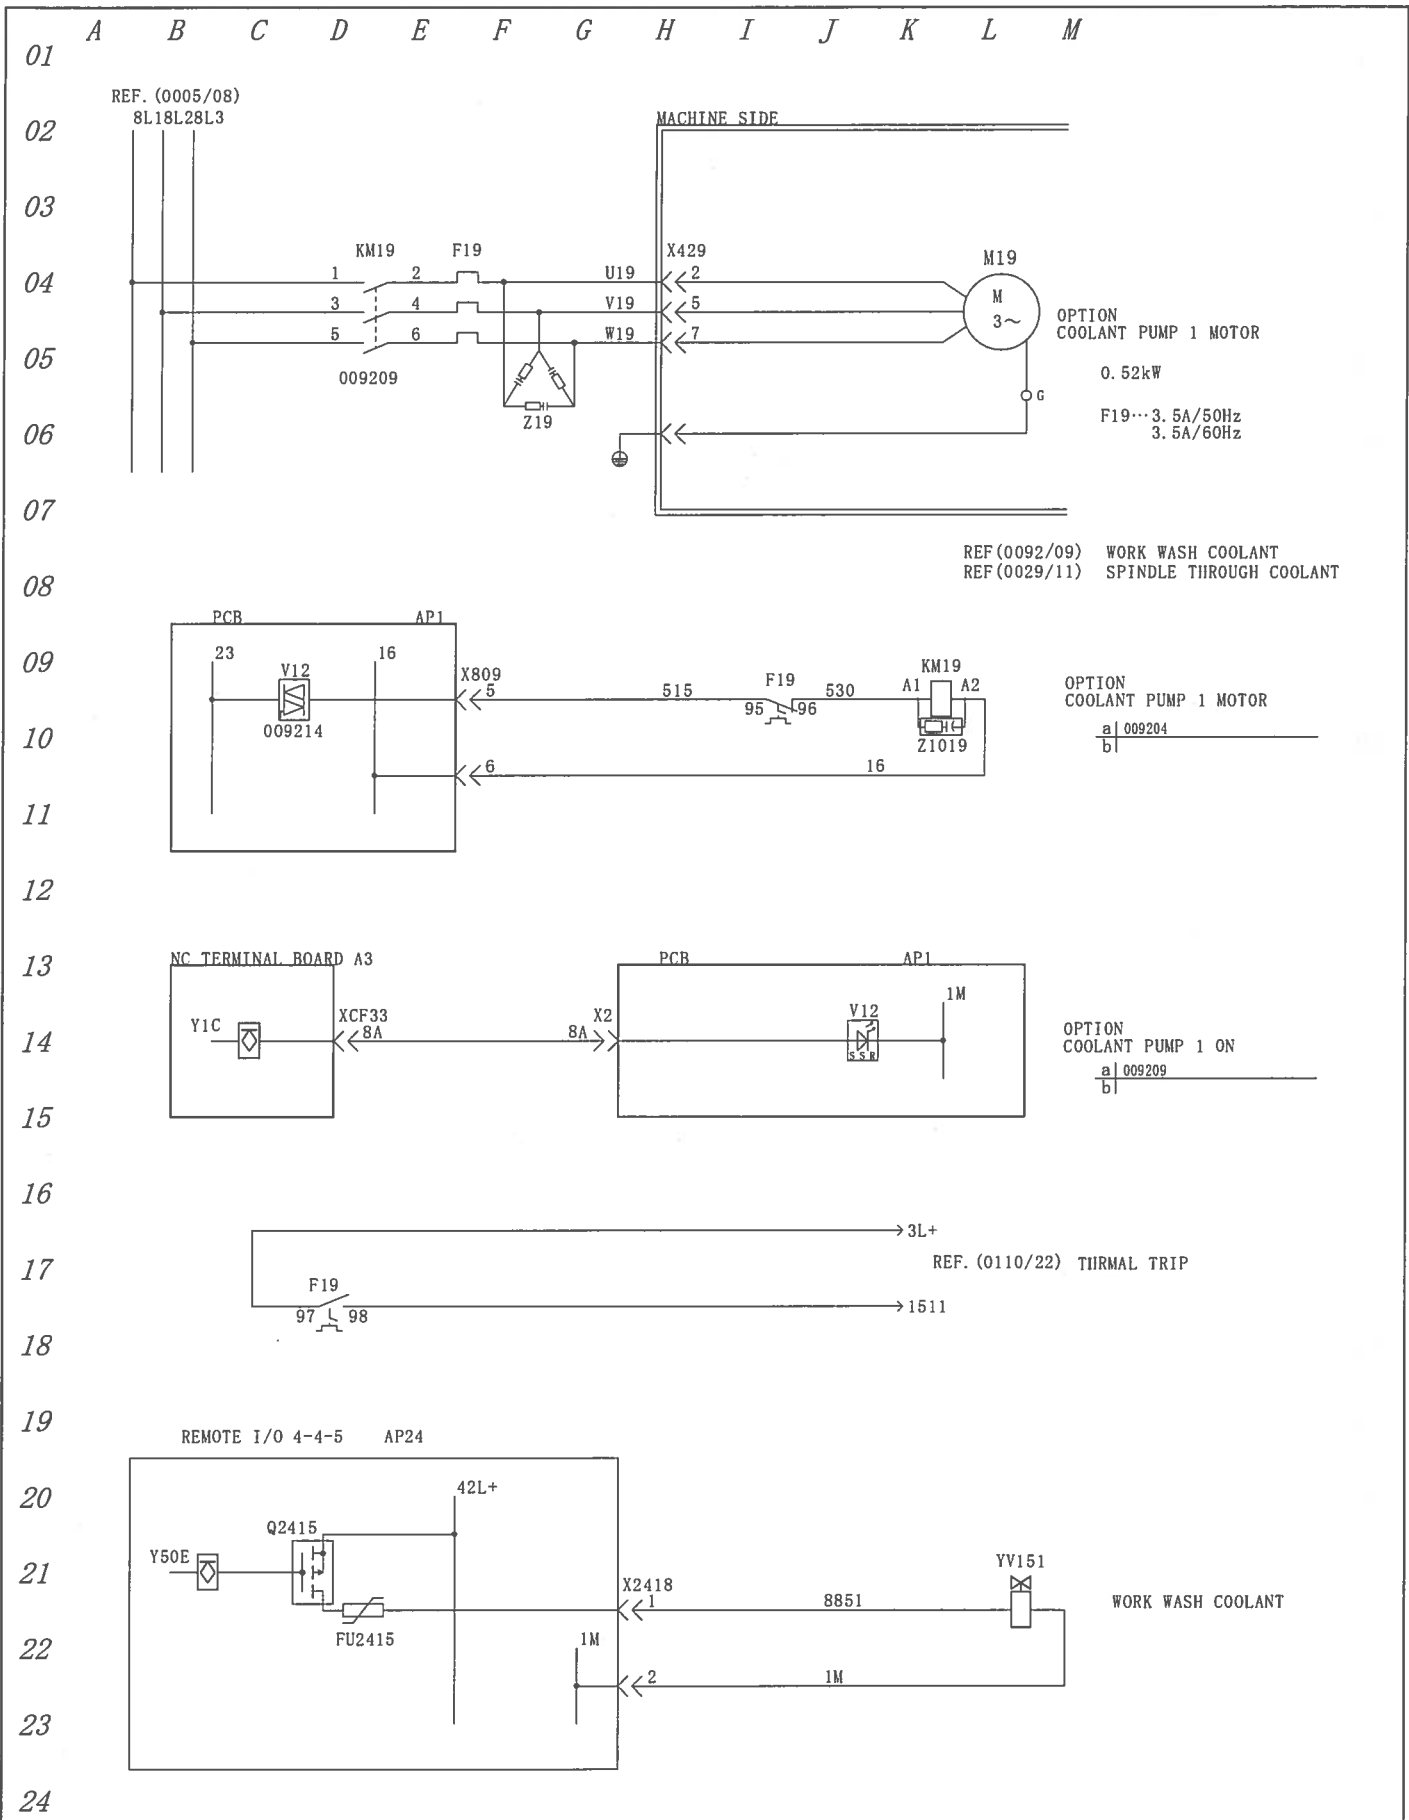 A B C D E F G H I J K L M
01
REF. (0005/08)
8L18L28L3
02
MACHINE SIDE
03
KM19 F19 X429 M19
04
1 2 U19 2
M
3~
3 4 V19 5
OPTION
COOLANT PUMP 1 MOTOR
5 6 W19 7
05
009209
0.52kW
G
Z19
F19…3.5A/50Hz
3.5A/60Hz
06
07
REF(0092/09) WORK WASH COOLANT
REF(0029/11) SPINDLE THROUGH COOLANT
08
PCB AP1
09
23 16
V12
X809
5 515
F19
95 96
530
KM19
A1 A2
OPTION
COOLANT PUMP 1 MOTOR
009214
10
Z1019
a 009204
b
6 16
11
12
13
NC TERMINAL BOARD A3
PCB AP1
1M
Y1C
XCF33
8A
8A
X2
V12
SSR
14
OPTION
COOLANT PUMP 1 ON
a 009209
b
15
16
3L+
17
REF. (0110/22) THRMAL TRIP
F19
97 98
1511
18
19
REMOTE I/O 4-4-5 AP24
20
42L+
Q2415
21
Y50E
YV151
X2418
1 8851
WORK WASH COOLANT
FU2415
22
1M
2 1M
23
24